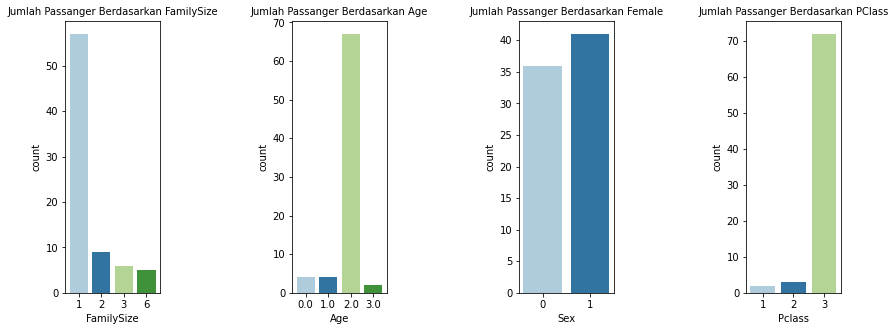 Jumlah Passanger Berdasarkan FamilySize
count
50
40
30
20
10
0
1 2 3 6
FamilySize
Jumlah Passanger Berdasarkan Age
count
70
60
50
40
30
20
10
0
0.0 1.0 2.0 3.0
Age
Jumlah Passanger Berdasarkan Female
count
40
35
30
25
20
15
10
5
0
0 1
Sex
Jumlah Passanger Berdasarkan PClass
count
70
60
50
40
30
20
10
0
1 2 3
Pclass